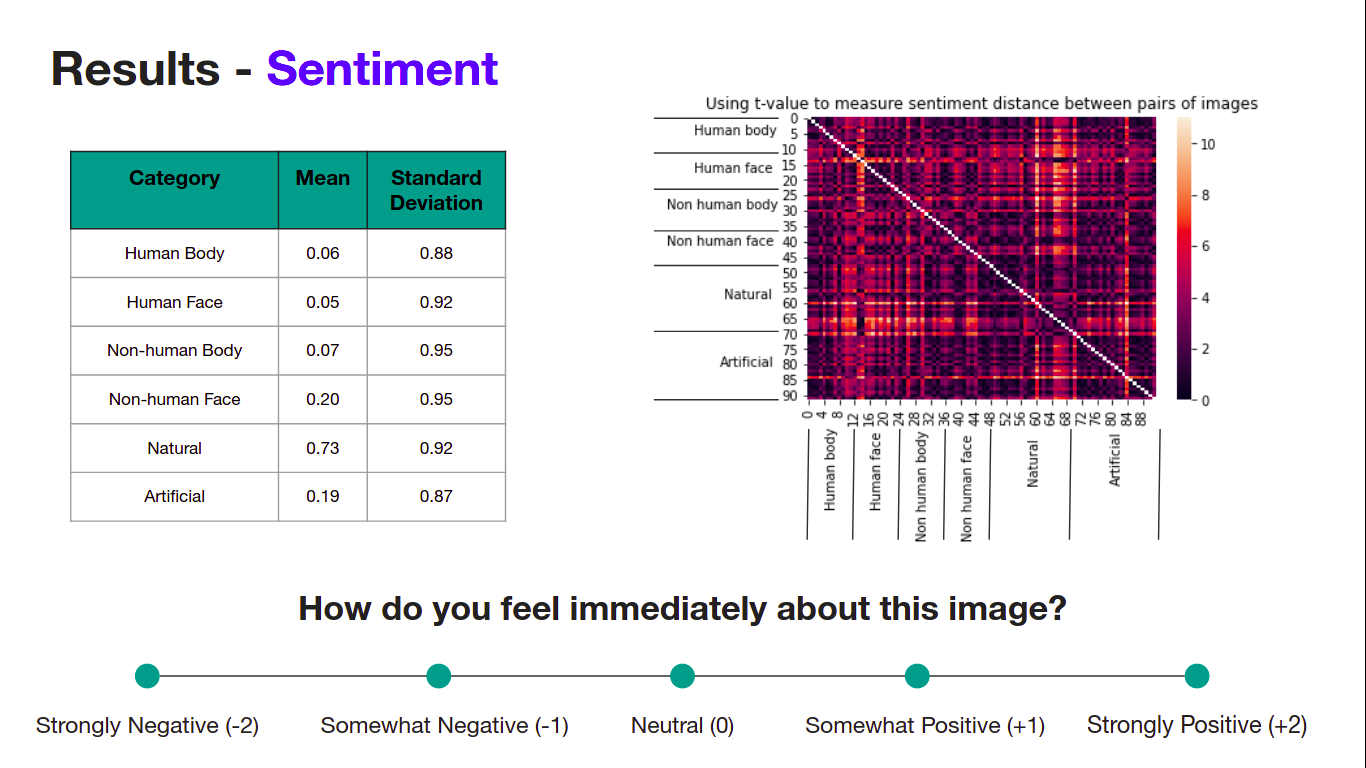 Results - Sentiment
Category Mean Standard Deviation
Human Body 0.06 0.88
Human Face 0.05 0.92
Non-human Body 0.07 0.95
Non-human Face 0.20 0.95
Natural 0.73 0.92
Artificial 0.19 0.87
Using t-value to measure sentiment distance between pairs of images
Human body
Human face
Non human body
Non human face
Natural
Artificial
0
5
10
15
20
25
30
35
40
45
50
55
60
65
70
75
80
85
90
0 4 8 12 16 20 24 28 32 36 40 44 48 52 56 60 64 68 72 76 80 84 88
Human body
Human face
Non human body
Non human face
Natural
Artificial
10
8
6
4
2
0
How do you feel immediately about this image?
Strongly Negative (-2) Somewhat Negative (-1) Neutral (0) Somewhat Positive (+1) Strongly Positive (+2)